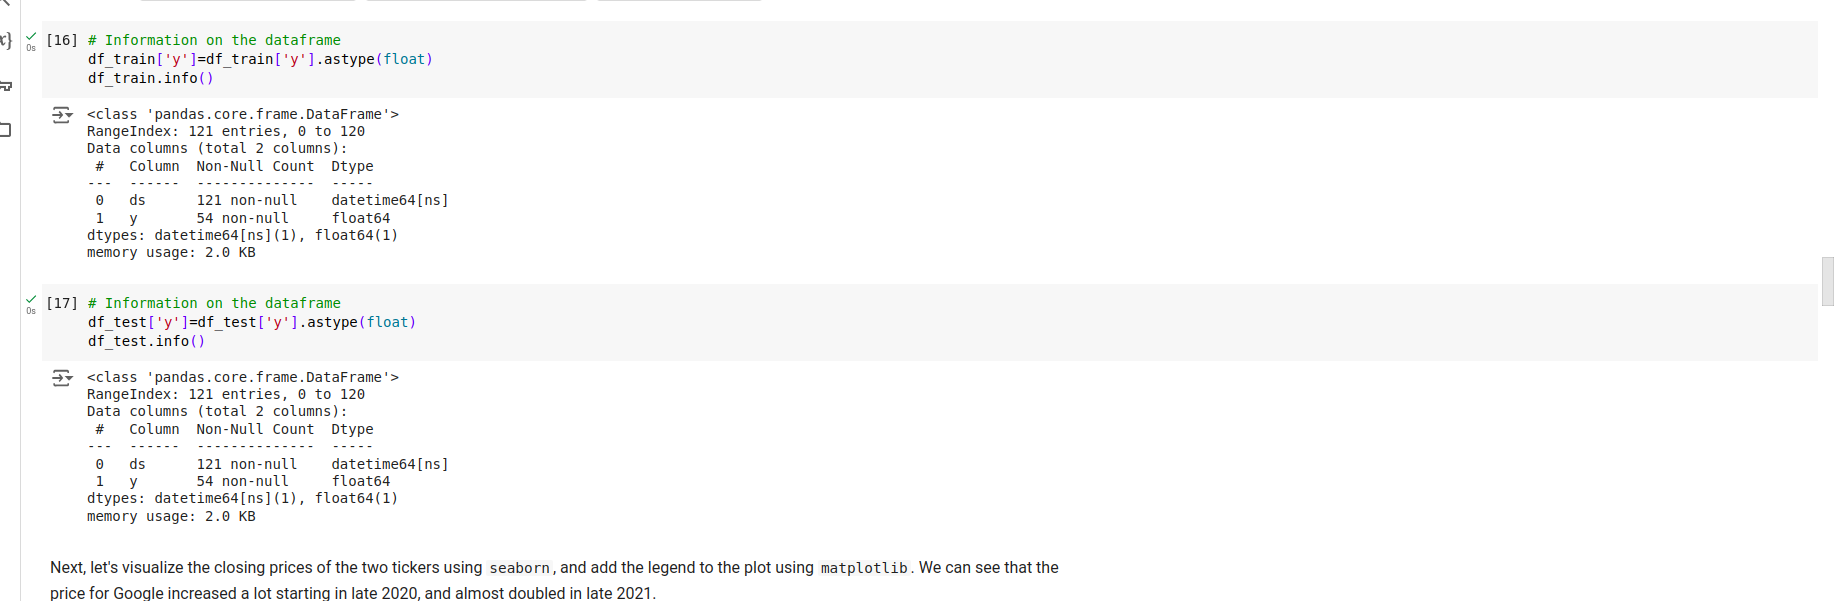 [16] # Information on the dataframe
0s
df_train['y']=df_train['y'].astype(float)
df_train.info()
<class 'pandas.core.frame.DataFrame'>
RangeIndex: 121 entries, 0 to 120
Data columns (total 2 columns):
 #   Column  Non-Null Count  Dtype
---  ------  --------------  -----
 0   ds      121 non-null    datetime64[ns]
 1   y       54 non-null     float64
dtypes: datetime64[ns](1), float64(1)
memory usage: 2.0 KB
[17] # Information on the dataframe
0s
df_test['y']=df_test['y'].astype(float)
df_test.info()
<class 'pandas.core.frame.DataFrame'>
RangeIndex: 121 entries, 0 to 120
Data columns (total 2 columns):
 #   Column  Non-Null Count  Dtype
---  ------  --------------  -----
 0   ds      121 non-null    datetime64[ns]
 1   y       54 non-null     float64
dtypes: datetime64[ns](1), float64(1)
memory usage: 2.0 KB
Next, let's visualize the closing prices of the two tickers using seaborn, and add the legend to the plot using matplotlib. We can see that the
price for Google increased a lot starting in late 2020, and almost doubled in late 2021.